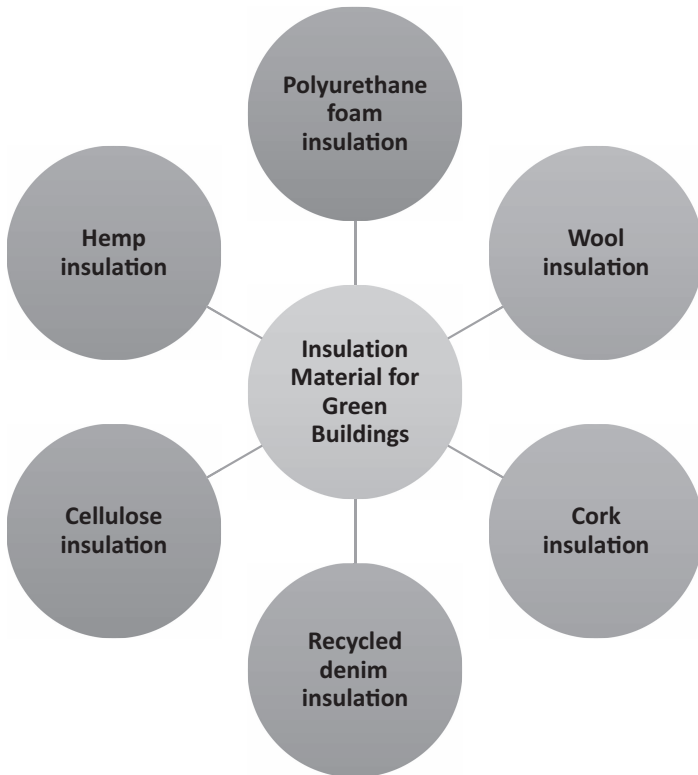 Polyurethane
foam
insulation
Hemp
insulation
Wool
insulation
Insulation
Material for
Green
Buildings
Cellulose
insulation
Cork
insulation
Recycled
denim
insulation